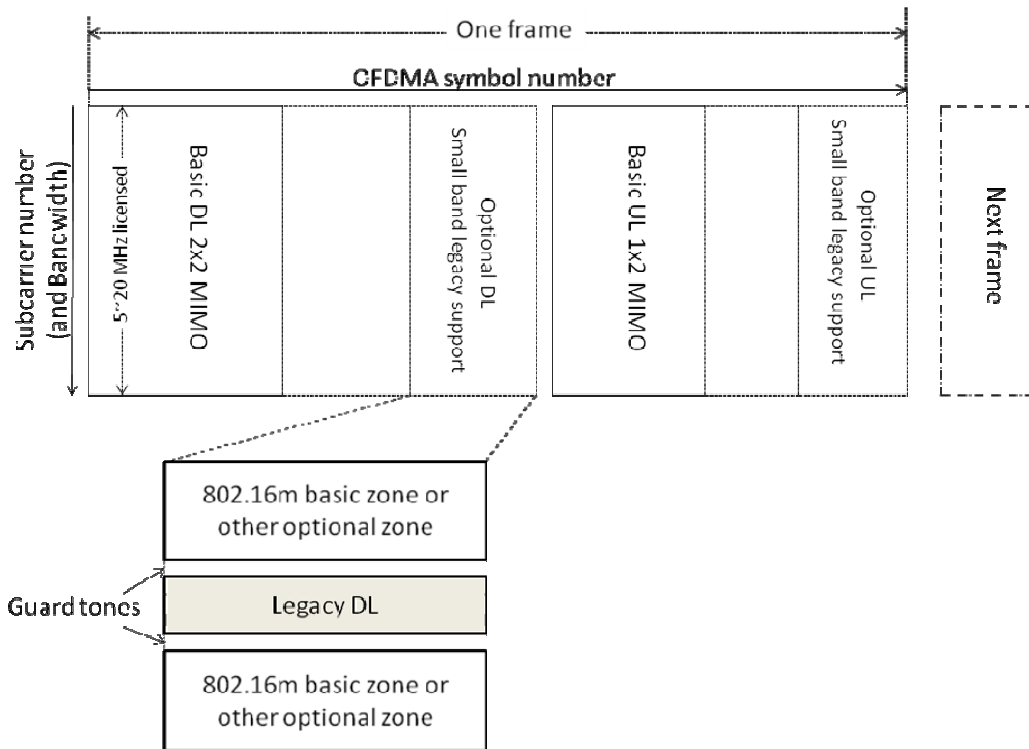 One frame
OFDMA symbol number
Subcarrier number
(and Bancwidth)
5~20 MHz licensed
Basic DL 2x2 MIMO
Optional DL
Small band legacy support
Basic UL 1x2 MIMO
Optional UL
Small band legacy support
Next frame
802.16m basic zone or
other optional zone
Guard tones
Legacy DL
802.16m basic zone or
other optional zone